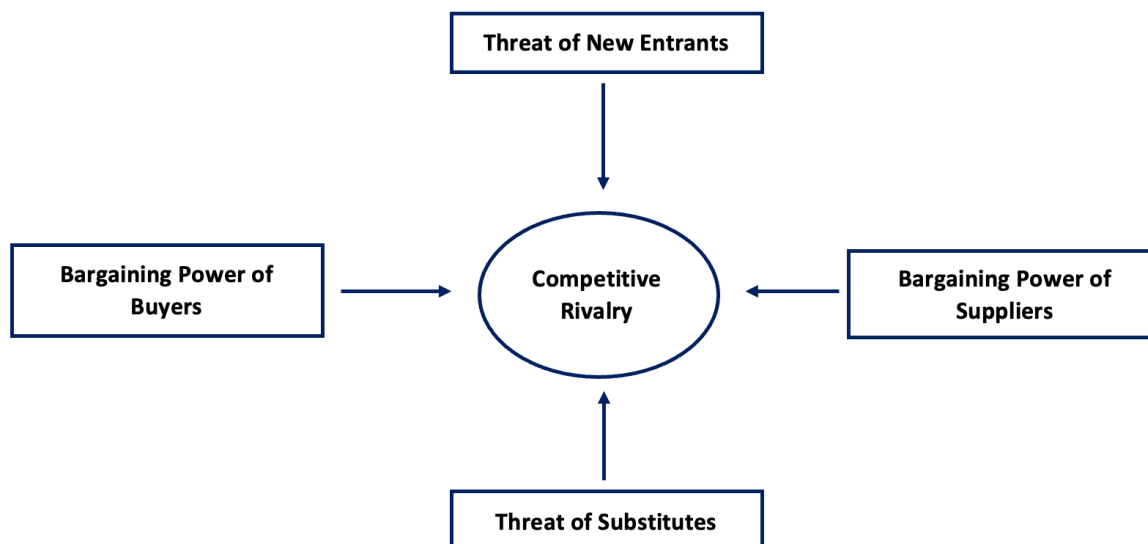 Threat of New Entrants
Bargaining Power of
Buyers
Competitive
Rivalry
Bargaining Power of
Suppliers
Threat of Substitutes